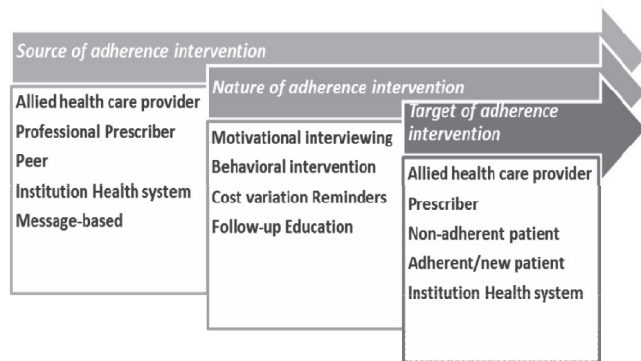 Source of adherence intervention
Allied health care provider
Professional Prescriber
Peer
Institution Health system
Message-based
Nature of adherence intervention
Motivational interviewing
Behavioral intervention
Cost variation Reminders
Follow-up Education
Target of adherence
intervention
Allied health care provider
Prescriber
Non-adherent patient
Adherent/new patient
Institution Health system